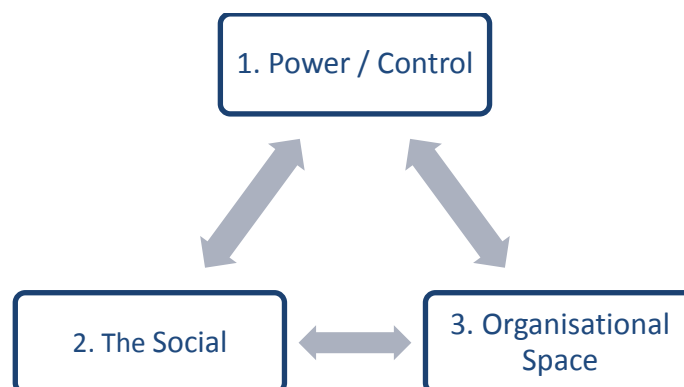 1. Power / Control
2. The Social
3. Organisational
Space